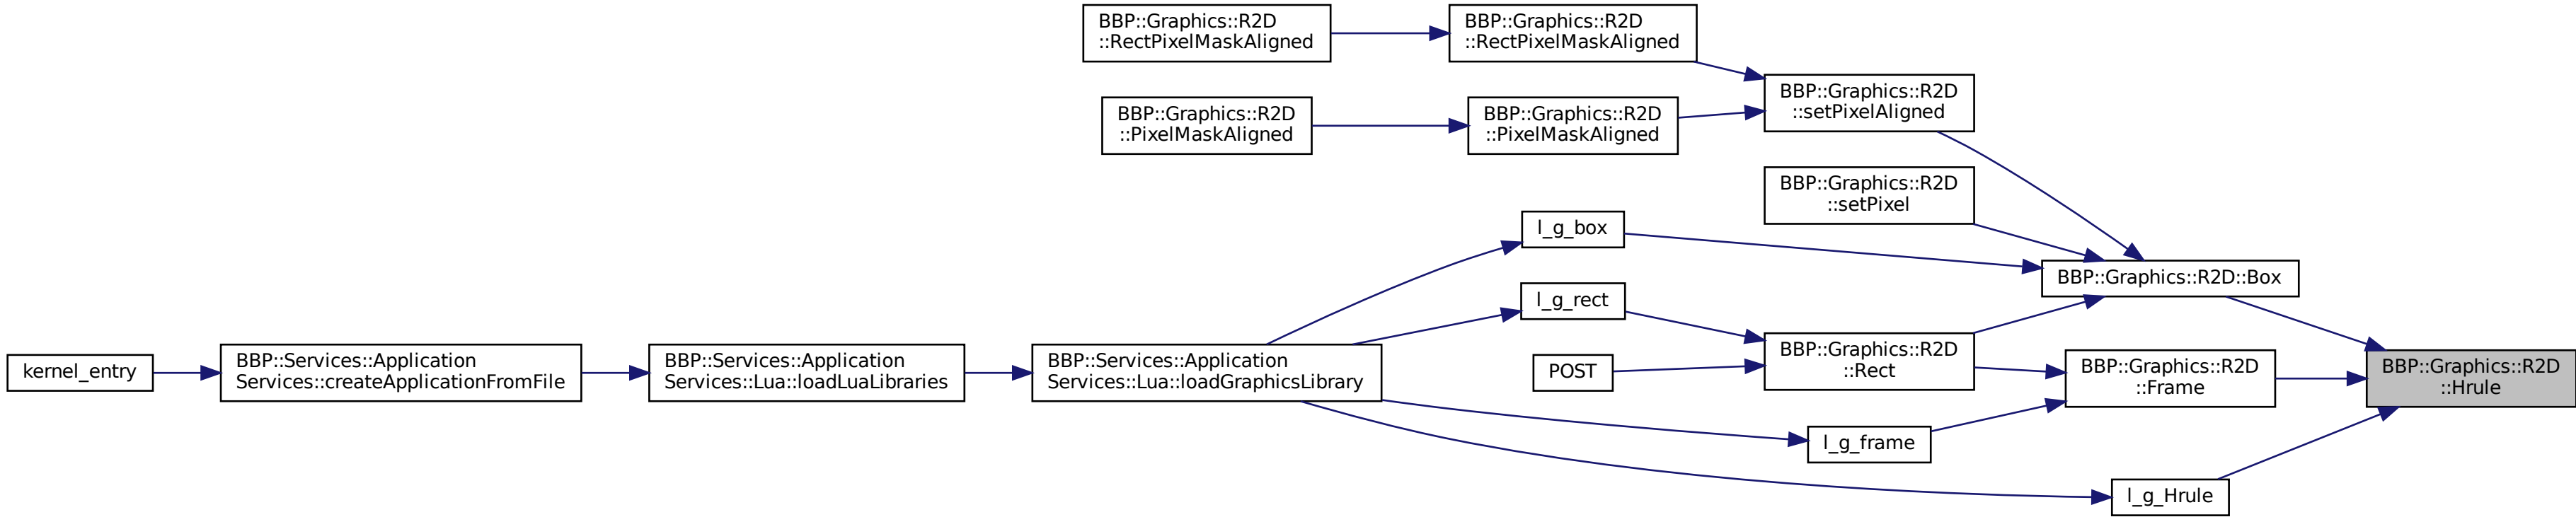 BBP::Graphics::R2D
::RectPixelMaskAligned
BBP::Graphics::R2D
::RectPixelMaskAligned
BBP::Graphics::R2D
::setPixelAligned
BBP::Graphics::R2D
::PixelMaskAligned
BBP::Graphics::R2D
::PixelMaskAligned
BBP::Graphics::R2D
::setPixel
l_g_box
BBP::Graphics::R2D::Box
l_g_rect
kernel_entry
BBP::Services::Application
Services::createApplicationFromFile
BBP::Services::Application
Services::Lua::loadLuaLibraries
BBP::Services::Application
Services::Lua::loadGraphicsLibrary
POST
BBP::Graphics::R2D
::Rect
BBP::Graphics::R2D
::Frame
BBP::Graphics::R2D
::Hrule
l_g_frame
l_g_Hrule